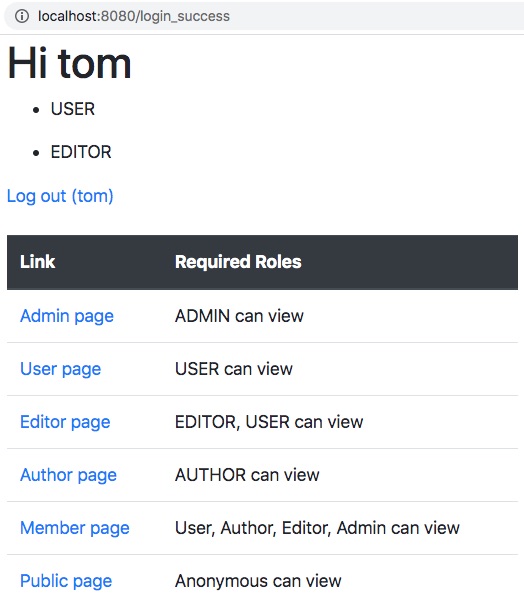 localhost:8080/login_success
Hi tom
USER
EDITOR
Log out (tom)
Link Required Roles
Admin page ADMIN can view
User page USER can view
Editor page EDITOR, USER can view
Author page AUTHOR can view
Member page User, Author, Editor, Admin can view
Public page Anonymous can view